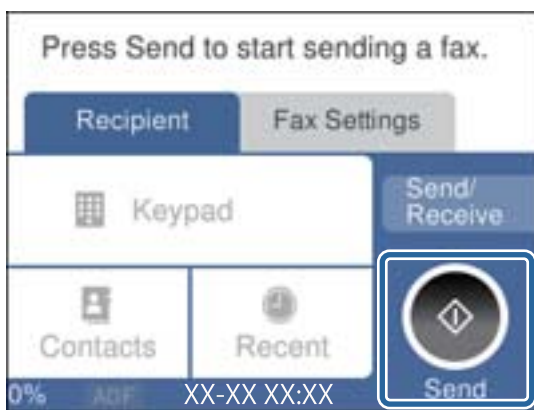 Press Send to start sending a fax.
Recipient
Fax Settings
Keypad
Send/
Receive
Contacts
Recent
Send
0%
ADF
XX-XX XX:XX